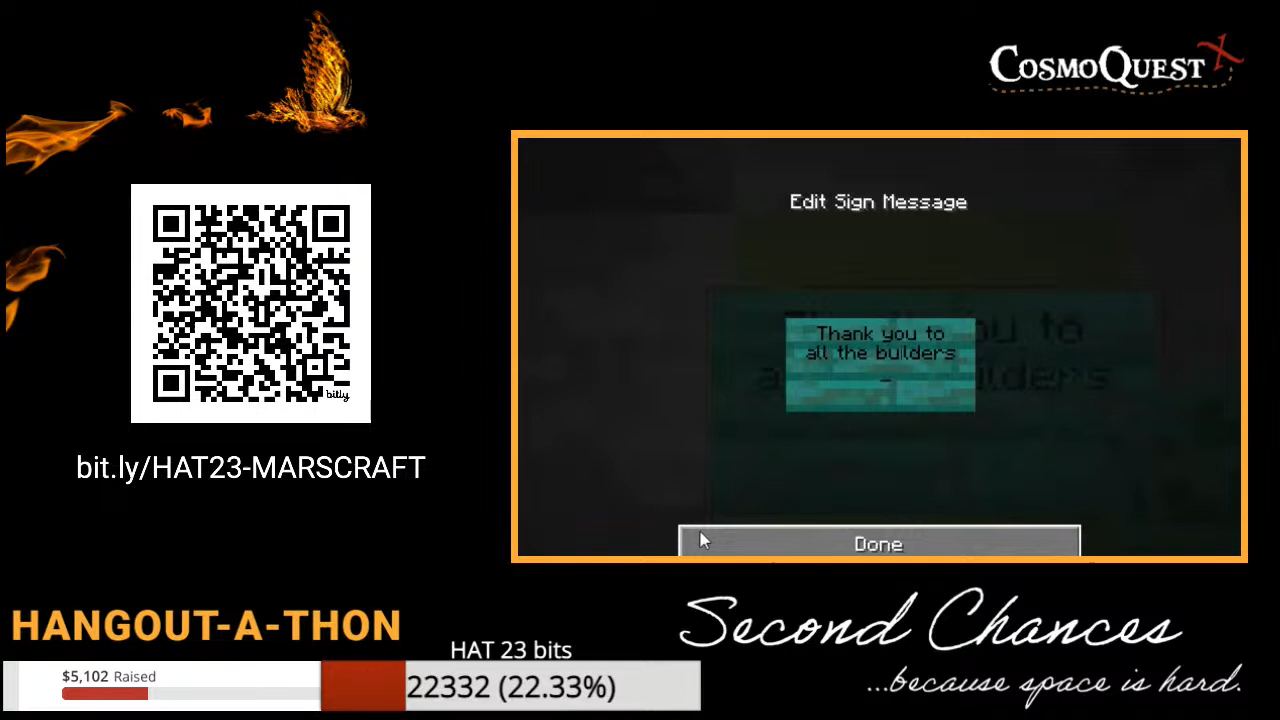 CosmoQuest X
Edit Sign Message
Thank you to
all the builders
Done
bitly
bit.ly/HAT23-MARSCRAFT
HANGOUT-A-THON
$5,102 Raised
HAT 23 bits
22332 (22.33%)
Second Chances
...because space is hard.